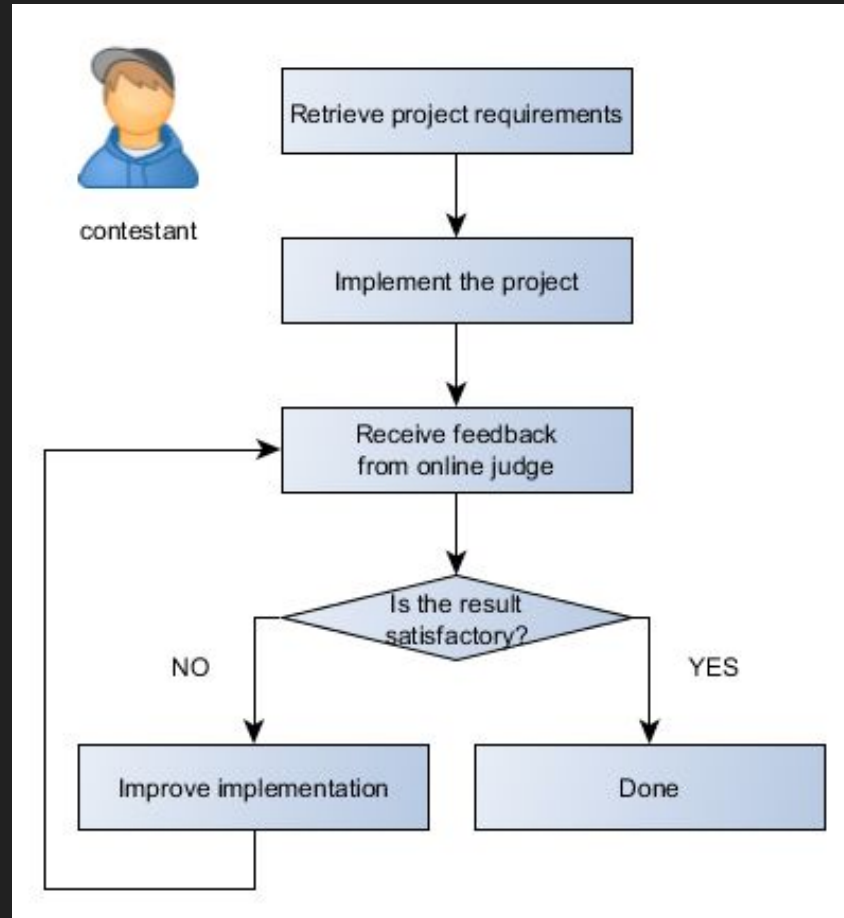 Retrieve project requirements
contestant
Implement the project
Receive feedback
from online judge
Is the result
satisfactory?
NO
YES
Improve implementation
Done